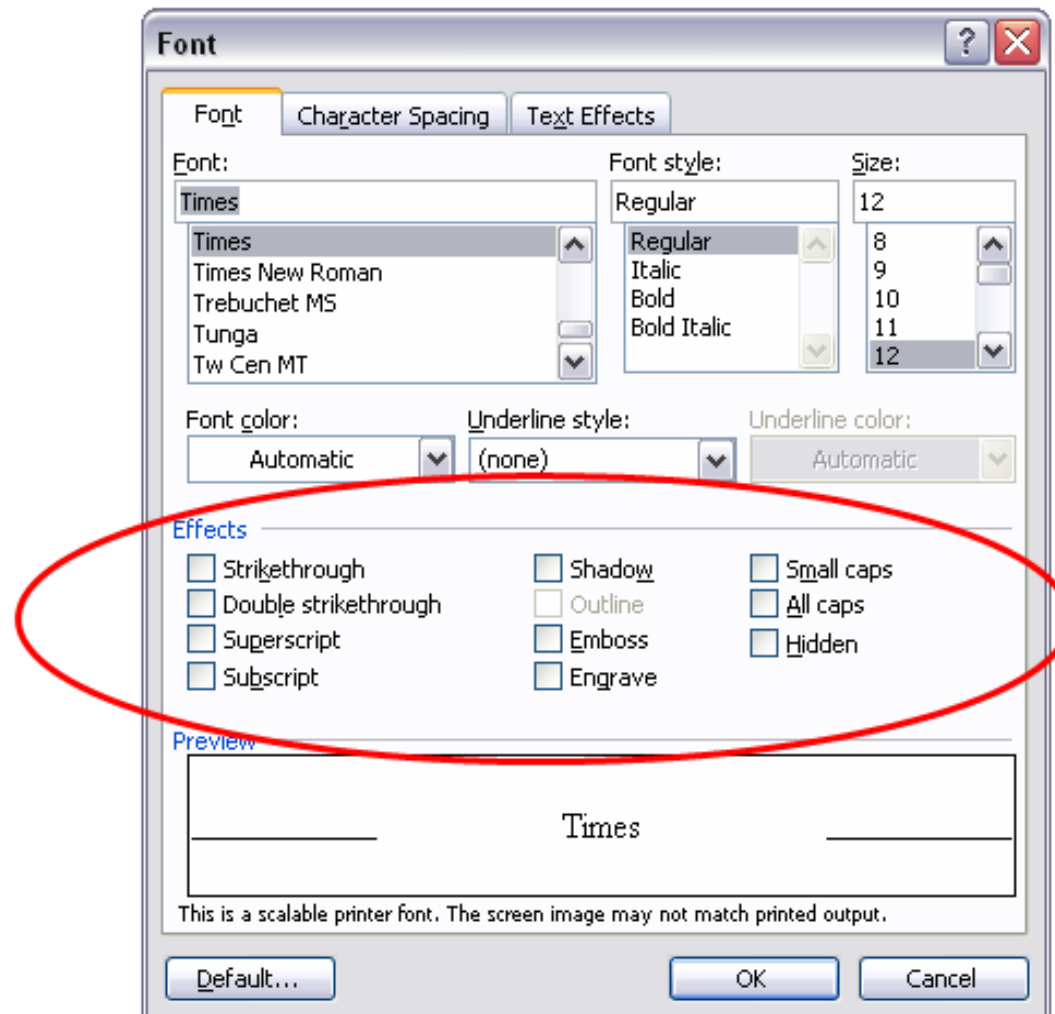 Font
Font Character Spacing Text Effects
Font: Font style: Size:
Times Regular 12
Times Regular 8
Times New Roman Italic 9
Trebuchet MS Bold 10
Tunga Bold Italic 11
Tw Cen MT 12
Font color: Underline style: Underline color:
Automatic (none) Automatic
Effects
Strikethrough Shadow Small caps
Double strikethrough Outline All caps
Superscript Emboss Hidden
Subscript Engrave
Preview
Times
This is a scalable printer font. The screen image may not match printed output.
Default... OK Cancel